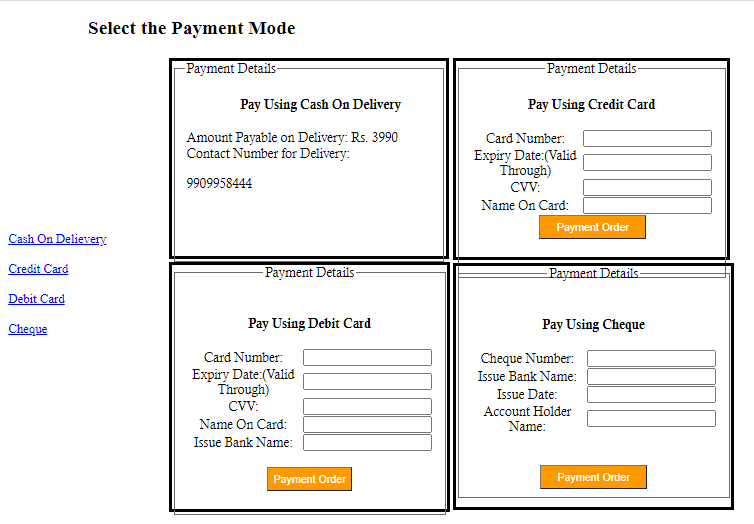 Select the Payment Mode
Cash On Delievery
Credit Card
Debit Card
Cheque
Payment Details
Pay Using Cash On Delivery
Amount Payable on Delivery: Rs. 3990
Contact Number for Delivery:
9909958444
Payment Details
Pay Using Credit Card
Card Number:
Expiry Date:(Valid
Through)
CVV:
Name On Card:
Payment Order
Payment Details
Pay Using Debit Card
Card Number:
Expiry Date:(Valid
Through)
CVV:
Name On Card:
Issue Bank Name:
Payment Order
Payment Details
Pay Using Cheque
Cheque Number:
Issue Bank Name:
Issue Date:
Account Holder
Name:
Payment Order